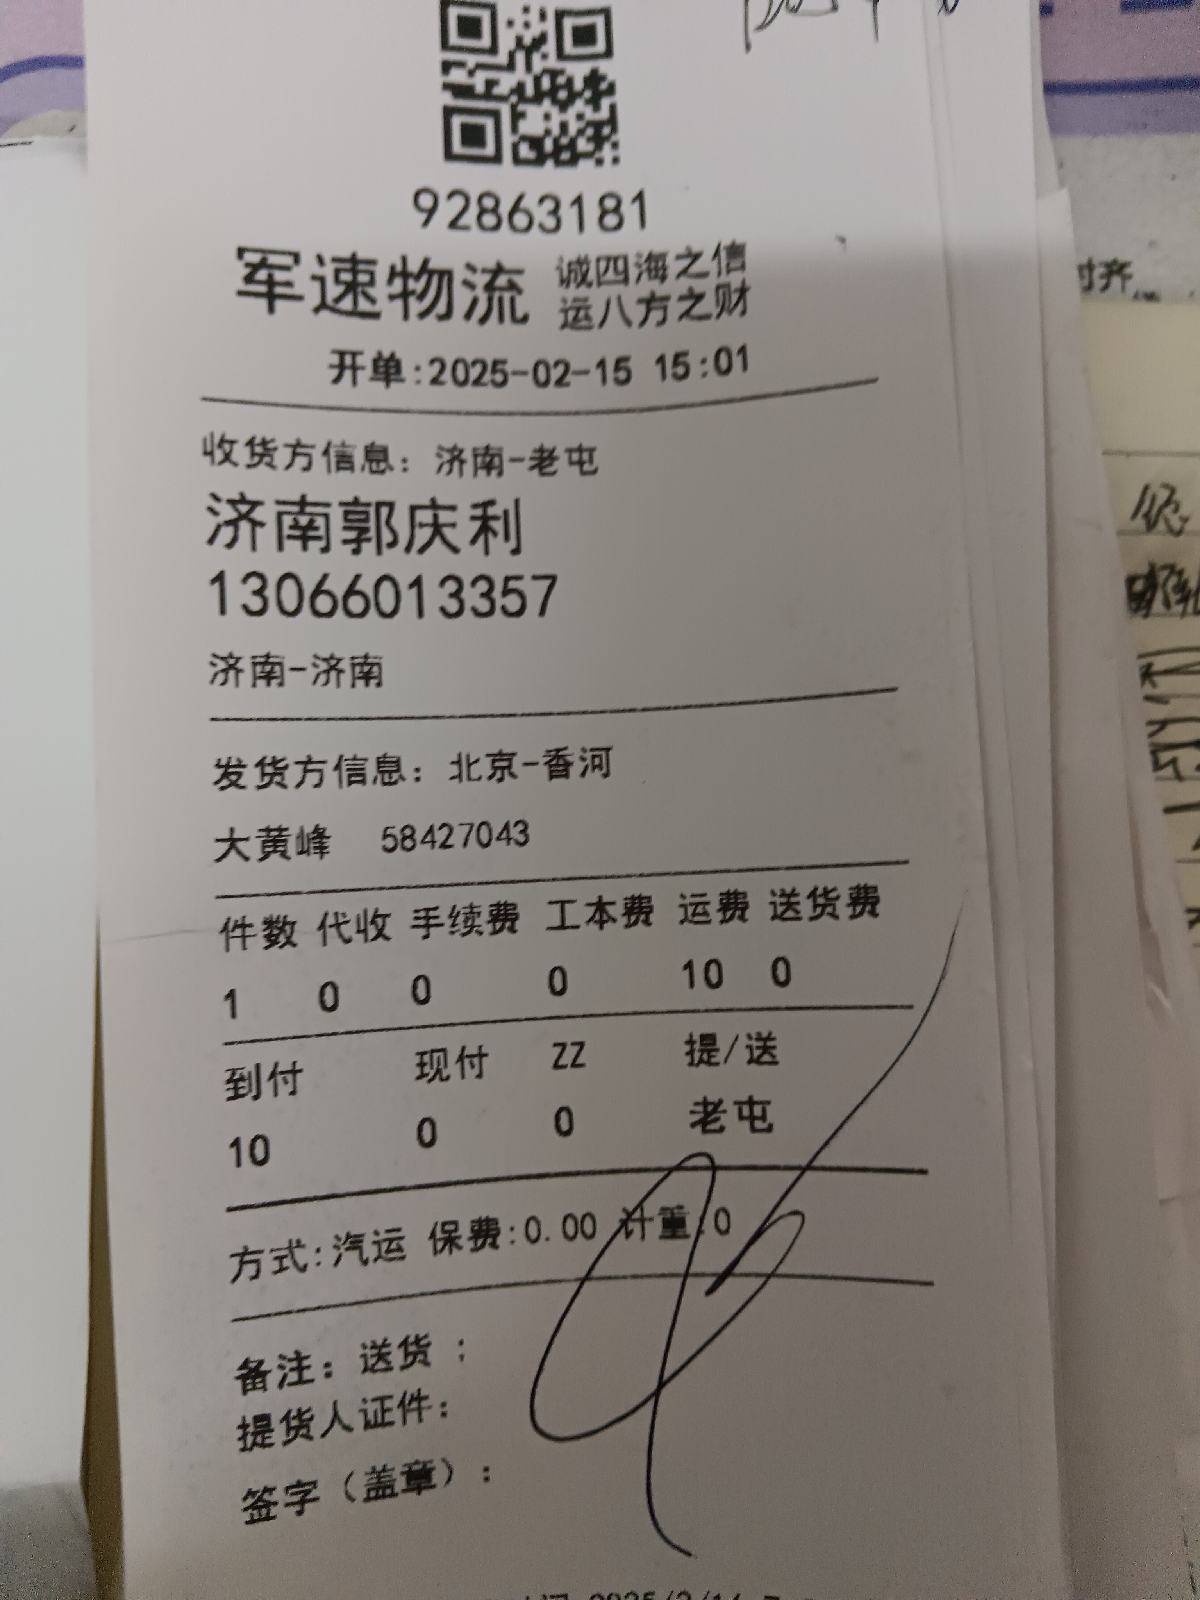 92863181
军速物流 诚四海之信
运八方之财
开单:2025-02-15 15:01
收货方信息: 济南-老屯
济南郭庆利
13066013357
济南-济南
发货方信息: 北京-香河
大黄峰 58427043
件数 代收 手续费 工本费 运费 送货费
1 0 0 0 10 0
到付 现付 ZZ 提/送
10 0 0 老屯
方式:汽运 保费:0.00 计重:0
备注: 送货 :
提货人证件:
签字（盖章）:
对齐